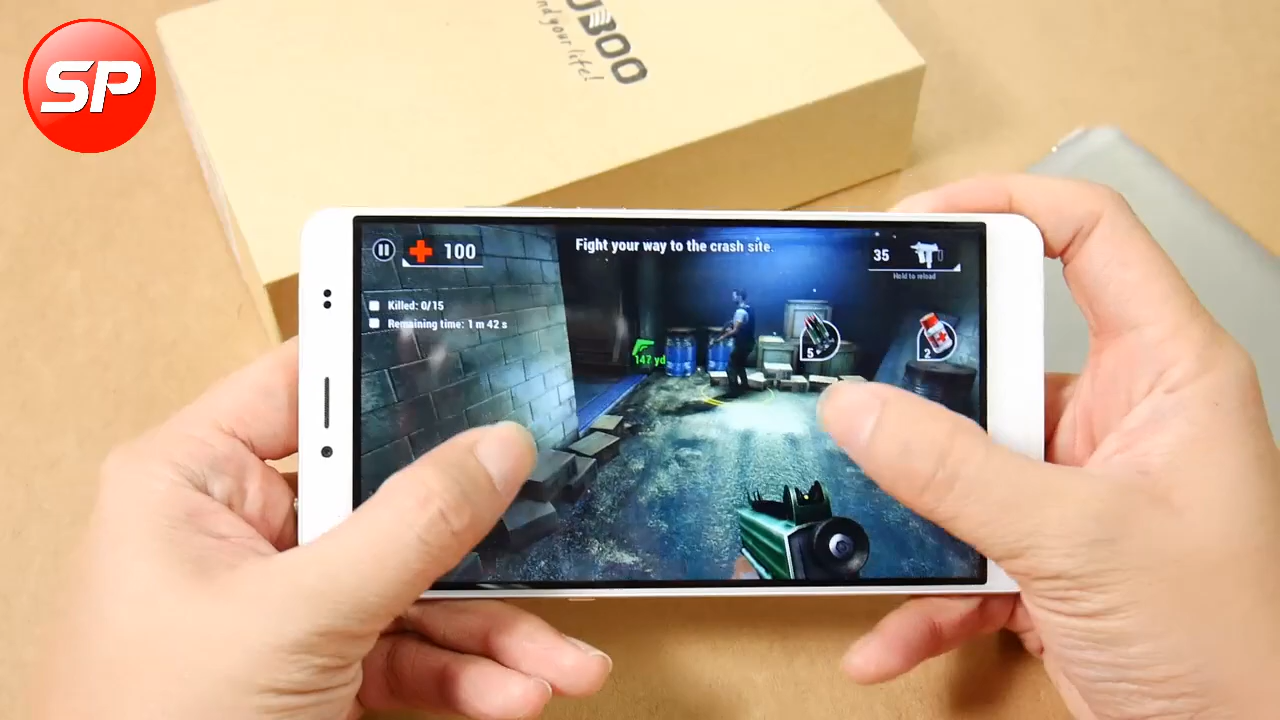 SP
UBOO
nd your life!
100
Fight your way to the crash site.
35
Hold to reload
Killed: 0/15
Remaining time: 1 m 42 s
147 yd
5
2